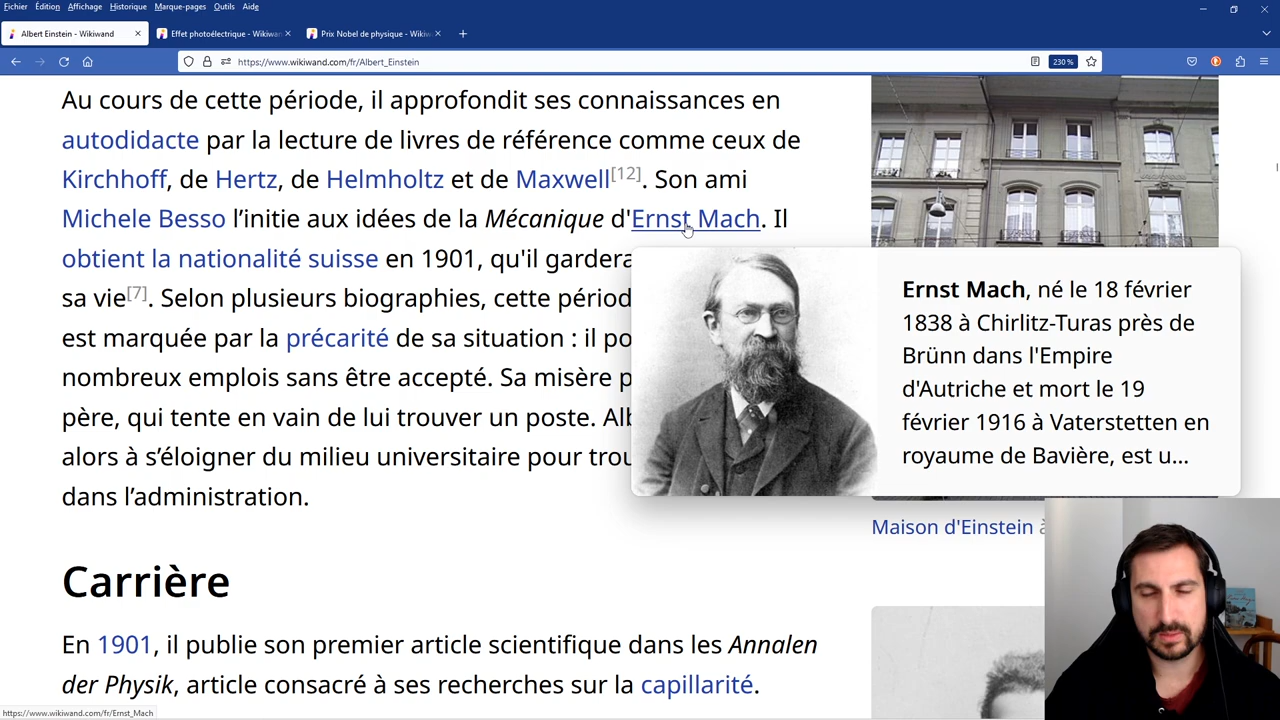 Fichier Édition Affichage Historique Marque-pages Outils Aide
Albert Einstein - Wikiwand
Effet photoélectrique - Wikiwan
Prix Nobel de physique - Wikiw
https://www.wikiwand.com/fr/Albert_Einstein
230 %
Au cours de cette période, il approfondit ses connaissances en
autodidacte par la lecture de livres de référence comme ceux de
Kirchhoff, de Hertz, de Helmholtz et de Maxwell[12]. Son ami
Michele Besso l’initie aux idées de la Mécanique d'Ernst Mach. Il
obtient la nationalité suisse en 1901, qu'il gardera
sa vie[7]. Selon plusieurs biographies, cette périod
est marquée par la précarité de sa situation : il po
nombreux emplois sans être accepté. Sa misère p
père, qui tente en vain de lui trouver un poste. Alb
alors à s’éloigner du milieu universitaire pour trou
dans l’administration.
Ernst Mach, né le 18 février
1838 à Chirlitz-Turas près de
Brünn dans l'Empire
d'Autriche et mort le 19
février 1916 à Vaterstetten en
royaume de Bavière, est u...
Maison d'Einstein à
Carrière
En 1901, il publie son premier article scientifique dans les Annalen
der Physik, article consacré à ses recherches sur la capillarité.
https://www.wikiwand.com/fr/Ernst_Mach